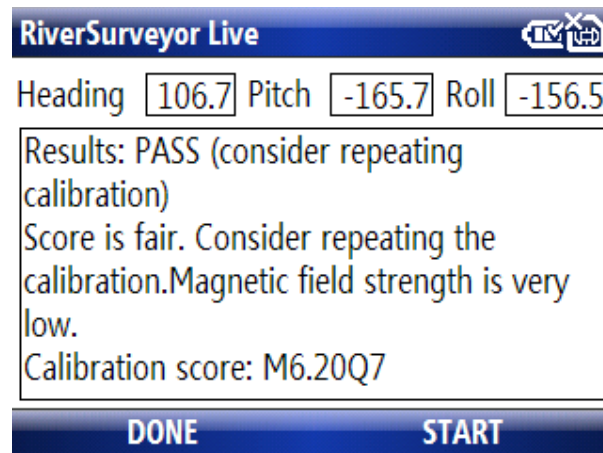 RiverSurveyor Live
Heading 106.7 Pitch -165.7 Roll -156.5
Results: PASS (consider repeating
calibration)
Score is fair. Consider repeating the
calibration.Magnetic field strength is very
low.
Calibration score: M6.20Q7
DONE START